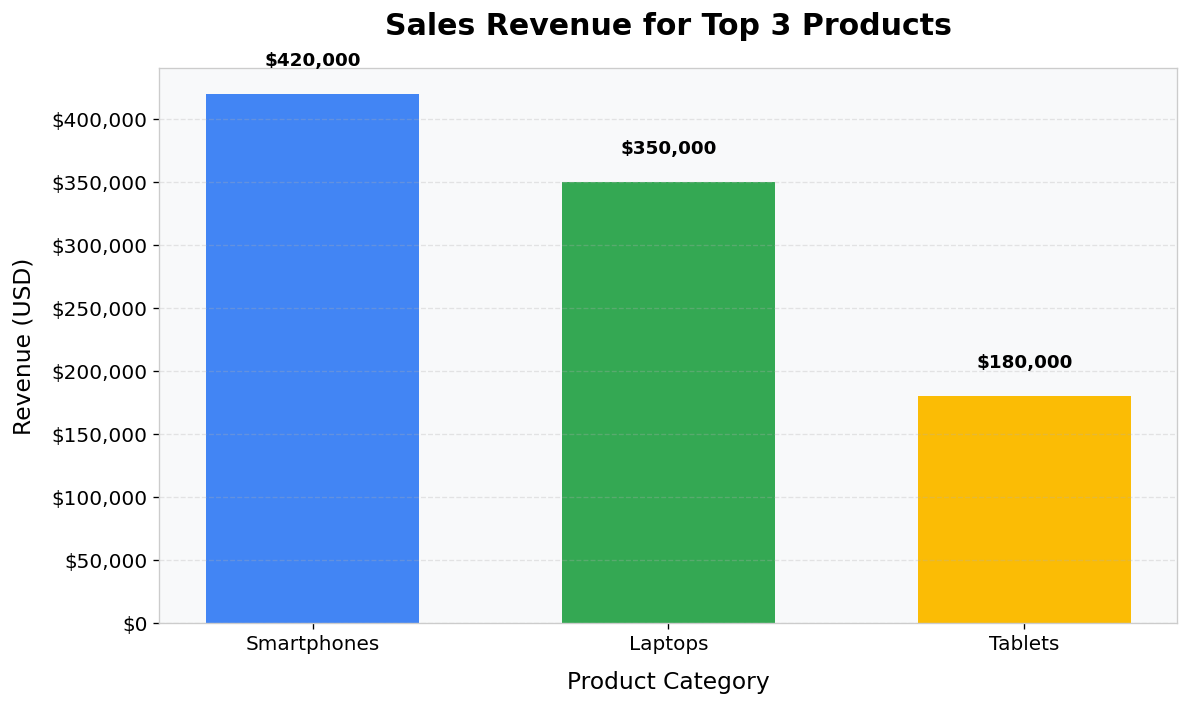 Sales Revenue for Top 3 Products
$420,000
$350,000
$180,000
Revenue (USD)
$400,000
$350,000
$300,000
$250,000
$200,000
$150,000
$100,000
$50,000
$0
Smartphones
Laptops
Tablets
Product Category